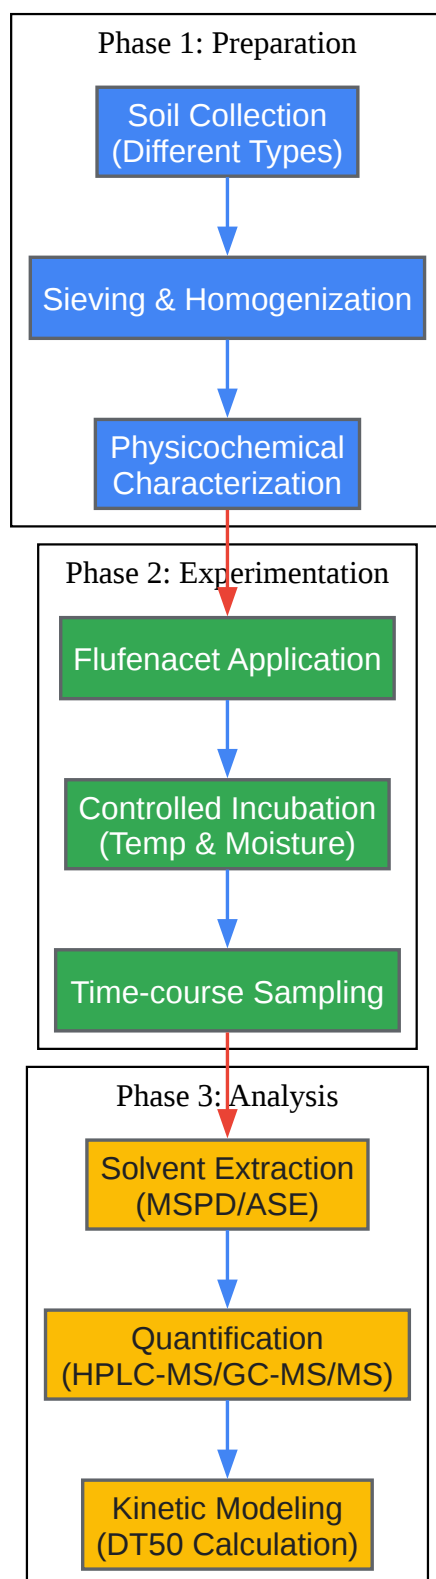 Phase 1: Preparation
Soil Collection
(Different Types)
Sieving & Homogenization
Physicochemical
Characterization
Phase 2: Experimentation
Flufenacet Application
Controlled Incubation
(Temp & Moisture)
Time-course Sampling
Phase 3: Analysis
Solvent Extraction
(MSPD/ASE)
Quantification
(HPLC-MS/GC-MS/MS)
Kinetic Modeling
(DT50 Calculation)